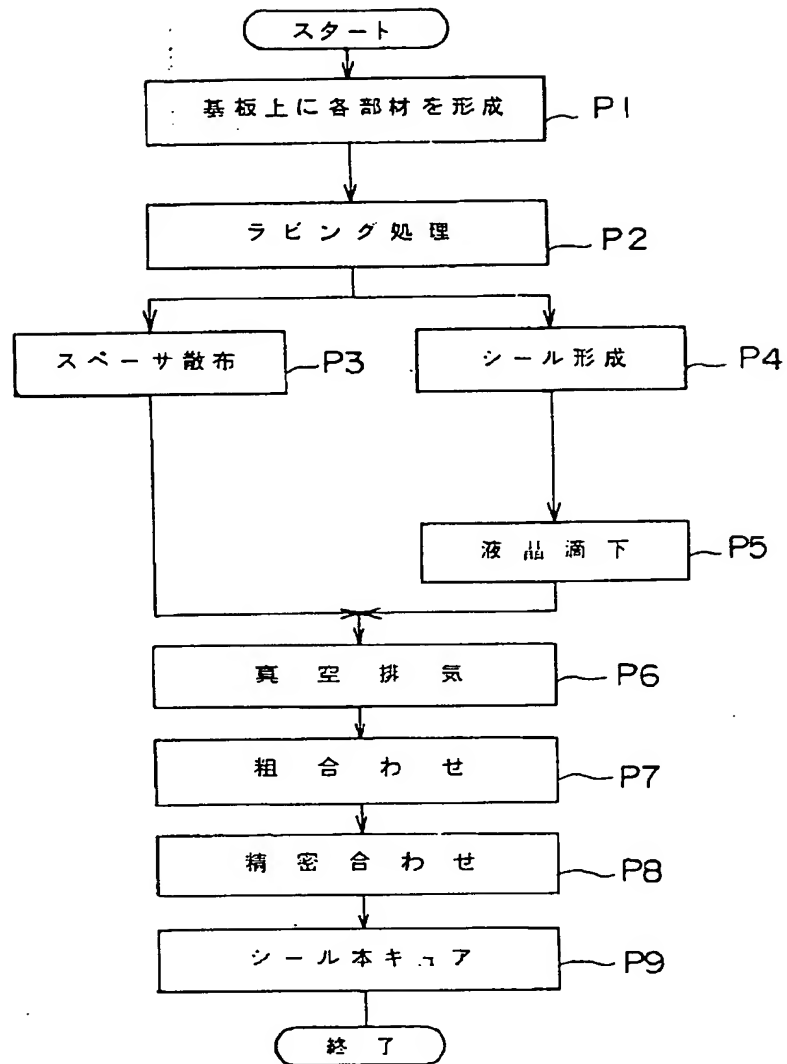 スタート
基板上に各部材を形成 P1
ラビング処理 P2
スペーサ散布 P3
シール形成 P4
液晶滴下 P5
真空排気 P6
粗合わせ P7
精密合わせ P8
シール本キュア P9
終了